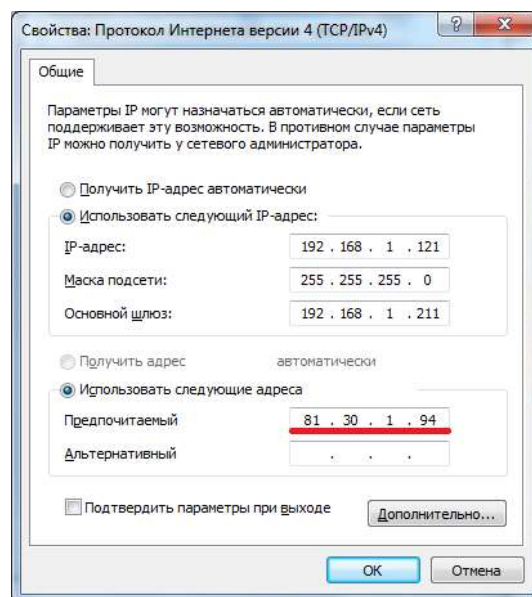 Свойства: Протокол Интернета версии 4 (TCP/IPv4)
Общие
Параметры IP могут назначаться автоматически, если сеть
поддерживает эту возможность. В противном случае параметры
IP можно получить у сетевого администратора.
Получить IP-адрес автоматически
Использовать следующий IP-адрес:
IP-адрес: 192 . 168 . 1 . 121
Маска подсети: 255 . 255 . 255 . 0
Основной шлюз: 192 . 168 . 1 . 211
Получить адрес автоматически
Использовать следующие адреса
Предпочитаемый 81 . 30 . 1 . 94
Альтернативный . . .
Подтвердить параметры при выходе
Дополнительно...
ОК Отмена